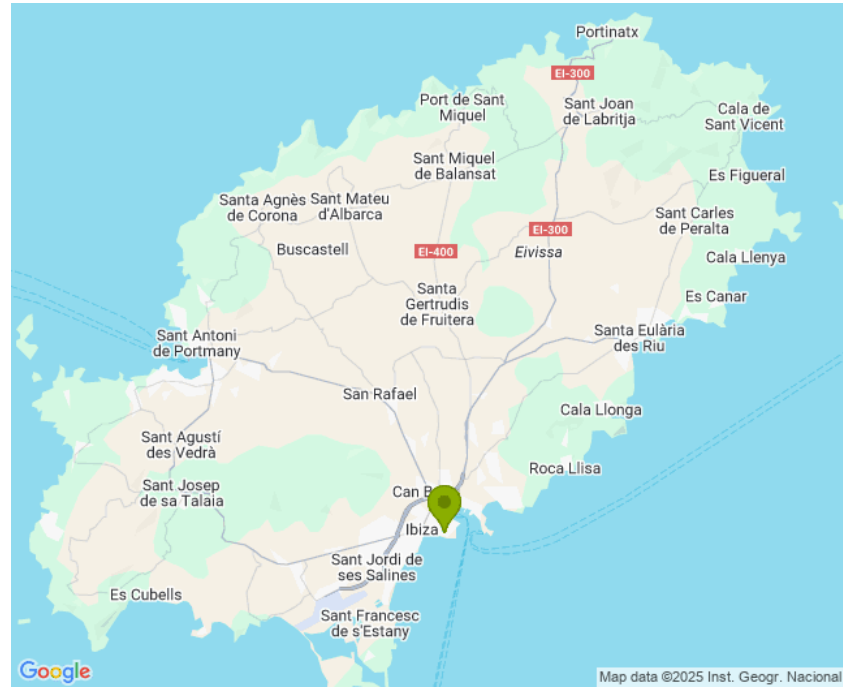 Portinatx
EI-300
Port de Sant
Miquel
Sant Joan
de Labritja
Cala de
Sant Vicent
Sant Miquel
de Balansat
Es Figueral
Santa Agnès
de Corona
Sant Mateu
d'Albarca
Sant Carles
de Peralta
EI-300
Buscastell
EI-400
Eivissa
Cala Llenya
Santa
Gertrudis
de Fruitera
Es Canar
Sant Antoni
de Portmany
Santa Eulària
des Riu
San Rafael
Cala Llonga
Sant Agustí
des Vedrà
Roca Llisa
Sant Josep
de sa Talaia
Can B
Ibiza
Sant Jordi de
ses Salines
Es Cubells
Sant Francesc
de s'Estany
Google
Map data ©2025 Inst. Geogr. Nacional